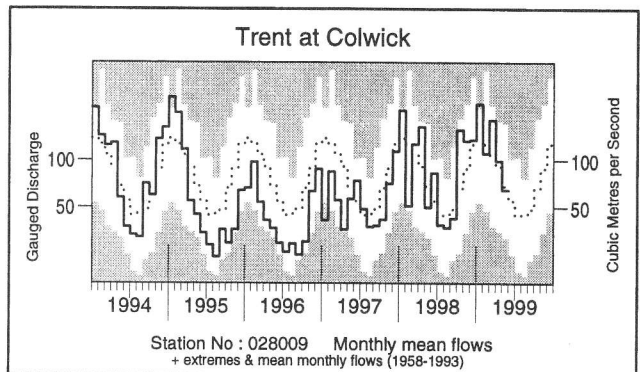 Trent at Colwick
Gauged Discharge
100
50
100
50
Cubic Metres per Second
1994 1995 1996 1997 1998 1999
Station No : 028009 Monthly mean flows
+ extremes & mean monthly flows (1958-1993)